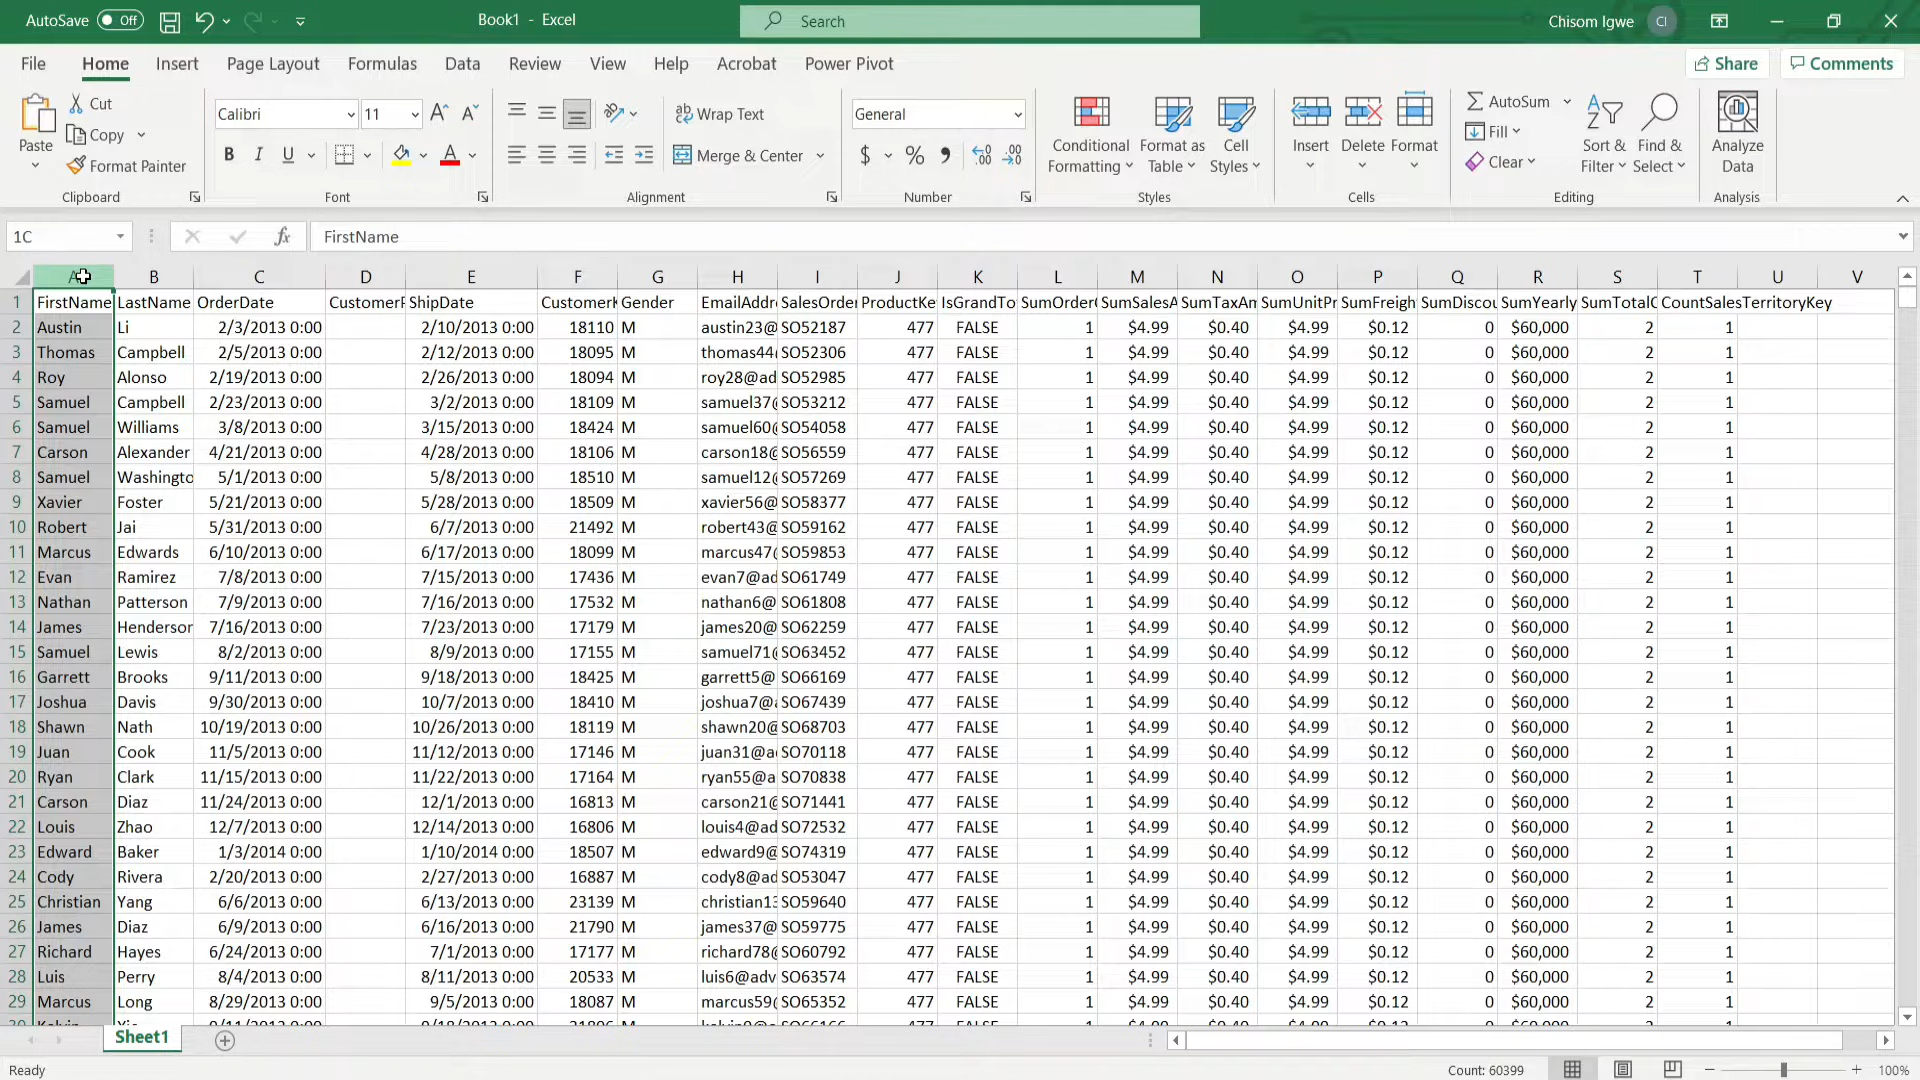 AutoSave Off Book1 - Excel Search Chisom Igwe CI
File Home Insert Page Layout Formulas Data Review View Help Acrobat Power Pivot Share Comments
Paste Cut Copy Format Painter
Clipboard
Calibri 11
B I U A
Font
Wrap Text
Merge & Center
Alignment
General
$ % 9
Number
Conditional Formatting Format as Table Cell Styles
Styles
Insert Delete Format
Cells
AutoSum Fill Clear
Sort & Filter Find & Select
Editing
Analyze Data
Analysis
1C fx FirstName
A B C D E F G H I J K L M N O P Q R S T U V
1 FirstName LastName OrderDate CustomerF ShipDate CustomerK Gender EmailAddre SalesOrder ProductKe IsGrandTo SumOrderQ SumSalesA SumTaxAm SumUnitPr SumFreigh SumDiscou SumYearly SumTotalC CountSalesTerritoryKey
2 Austin Li 2/3/2013 0:00 2/10/2013 0:00 18110 M austin23@ SO52187 477 FALSE 1 $4.99 $0.40 $4.99 $0.12 0 $60,000 2 1
3 Thomas Campbell 2/5/2013 0:00 2/12/2013 0:00 18095 M thomas44@ SO52306 477 FALSE 1 $4.99 $0.40 $4.99 $0.12 0 $60,000 2 1
4 Roy Alonso 2/19/2013 0:00 2/26/2013 0:00 18094 M roy28@ad SO52985 477 FALSE 1 $4.99 $0.40 $4.99 $0.12 0 $60,000 2 1
5 Samuel Campbell 2/23/2013 0:00 3/2/2013 0:00 18109 M samuel37@ SO53212 477 FALSE 1 $4.99 $0.40 $4.99 $0.12 0 $60,000 2 1
6 Samuel Williams 3/8/2013 0:00 3/15/2013 0:00 18424 M samuel60@ SO54058 477 FALSE 1 $4.99 $0.40 $4.99 $0.12 0 $60,000 2 1
7 Carson Alexander 4/21/2013 0:00 4/28/2013 0:00 18106 M carson18@ SO56559 477 FALSE 1 $4.99 $0.40 $4.99 $0.12 0 $60,000 2 1
8 Samuel Washingto 5/1/2013 0:00 5/8/2013 0:00 18510 M samuel12@ SO57269 477 FALSE 1 $4.99 $0.40 $4.99 $0.12 0 $60,000 2 1
9 Xavier Foster 5/21/2013 0:00 5/28/2013 0:00 18509 M xavier56@ SO58377 477 FALSE 1 $4.99 $0.40 $4.99 $0.12 0 $60,000 2 1
10 Robert Jai 5/31/2013 0:00 6/7/2013 0:00 21492 M robert43@ SO59162 477 FALSE 1 $4.99 $0.40 $4.99 $0.12 0 $60,000 2 1
11 Marcus Edwards 6/10/2013 0:00 6/17/2013 0:00 18099 M marcus47@ SO59853 477 FALSE 1 $4.99 $0.40 $4.99 $0.12 0 $60,000 2 1
12 Evan Ramirez 7/8/2013 0:00 7/15/2013 0:00 17436 M evan7@ad SO61749 477 FALSE 1 $4.99 $0.40 $4.99 $0.12 0 $60,000 2 1
13 Nathan Patterson 7/9/2013 0:00 7/16/2013 0:00 17532 M nathan6@ SO61808 477 FALSE 1 $4.99 $0.40 $4.99 $0.12 0 $60,000 2 1
14 James Henderson 7/16/2013 0:00 7/23/2013 0:00 17179 M james20@ SO62259 477 FALSE 1 $4.99 $0.40 $4.99 $0.12 0 $60,000 2 1
15 Samuel Lewis 8/2/2013 0:00 8/9/2013 0:00 17155 M samuel71@ SO63452 477 FALSE 1 $4.99 $0.40 $4.99 $0.12 0 $60,000 2 1
16 Garrett Brooks 9/11/2013 0:00 9/18/2013 0:00 18425 M garrett5@ SO66169 477 FALSE 1 $4.99 $0.40 $4.99 $0.12 0 $60,000 2 1
17 Joshua Davis 9/30/2013 0:00 10/7/2013 0:00 18410 M joshua7@a SO67439 477 FALSE 1 $4.99 $0.40 $4.99 $0.12 0 $60,000 2 1
18 Shawn Nath 10/19/2013 0:00 10/26/2013 0:00 18119 M shawn20@ SO68703 477 FALSE 1 $4.99 $0.40 $4.99 $0.12 0 $60,000 2 1
19 Juan Cook 11/5/2013 0:00 11/12/2013 0:00 17146 M juan31@a SO70118 477 FALSE 1 $4.99 $0.40 $4.99 $0.12 0 $60,000 2 1
20 Ryan Clark 11/15/2013 0:00 11/22/2013 0:00 17164 M ryan55@a SO70838 477 FALSE 1 $4.99 $0.40 $4.99 $0.12 0 $60,000 2 1
21 Carson Diaz 11/24/2013 0:00 12/1/2013 0:00 16813 M carson21@ SO71441 477 FALSE 1 $4.99 $0.40 $4.99 $0.12 0 $60,000 2 1
22 Louis Zhao 12/7/2013 0:00 12/14/2013 0:00 16806 M louis4@ad SO72532 477 FALSE 1 $4.99 $0.40 $4.99 $0.12 0 $60,000 2 1
23 Edward Baker 1/3/2014 0:00 1/10/2014 0:00 18507 M edward9@ SO74319 477 FALSE 1 $4.99 $0.40 $4.99 $0.12 0 $60,000 2 1
24 Cody Rivera 2/20/2013 0:00 2/27/2013 0:00 16887 M cody8@ad SO53047 477 FALSE 1 $4.99 $0.40 $4.99 $0.12 0 $60,000 2 1
25 Christian Yang 6/6/2013 0:00 6/13/2013 0:00 23139 M christian13 SO59640 477 FALSE 1 $4.99 $0.40 $4.99 $0.12 0 $60,000 2 1
26 James Diaz 6/9/2013 0:00 6/16/2013 0:00 21790 M james37@ SO59775 477 FALSE 1 $4.99 $0.40 $4.99 $0.12 0 $60,000 2 1
27 Richard Hayes 6/24/2013 0:00 7/1/2013 0:00 17177 M richard78@ SO60792 477 FALSE 1 $4.99 $0.40 $4.99 $0.12 0 $60,000 2 1
28 Luis Perry 8/4/2013 0:00 8/11/2013 0:00 20533 M luis6@adv SO63574 477 FALSE 1 $4.99 $0.40 $4.99 $0.12 0 $60,000 2 1
29 Marcus Long 8/29/2013 0:00 9/5/2013 0:00 18087 M marcus59@ SO65352 477 FALSE 1 $4.99 $0.40 $4.99 $0.12 0 $60,000 2 1
Sheet1
Ready Count: 60399 100%